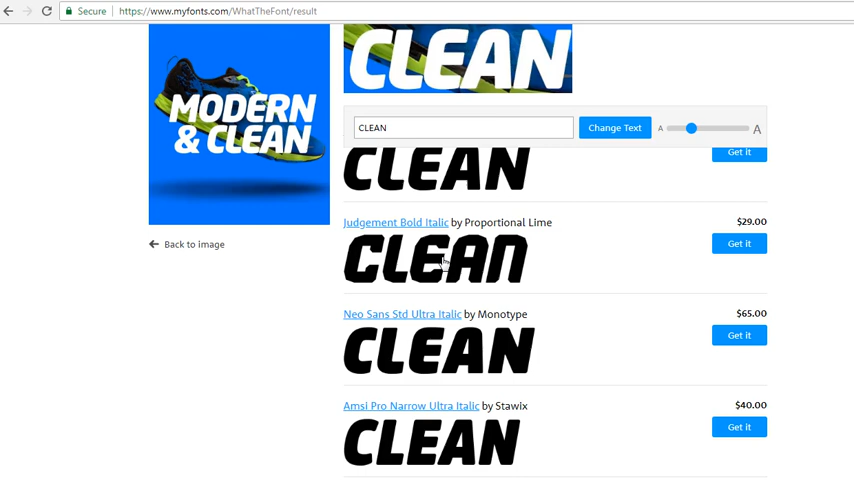 Secure https://www.myfonts.com/WhatTheFont/result
CLEAN
MODERN
& CLEAN
CLEAN Change Text A A
Get it
CLEAN
Judgement Bold Italic by Proportional Lime $29.00
Get it
CLEAN
← Back to image
Neo Sans Std Ultra Italic by Monotype $65.00
Get it
CLEAN
Amsi Pro Narrow Ultra Italic by Stawix $40.00
Get it
CLEAN